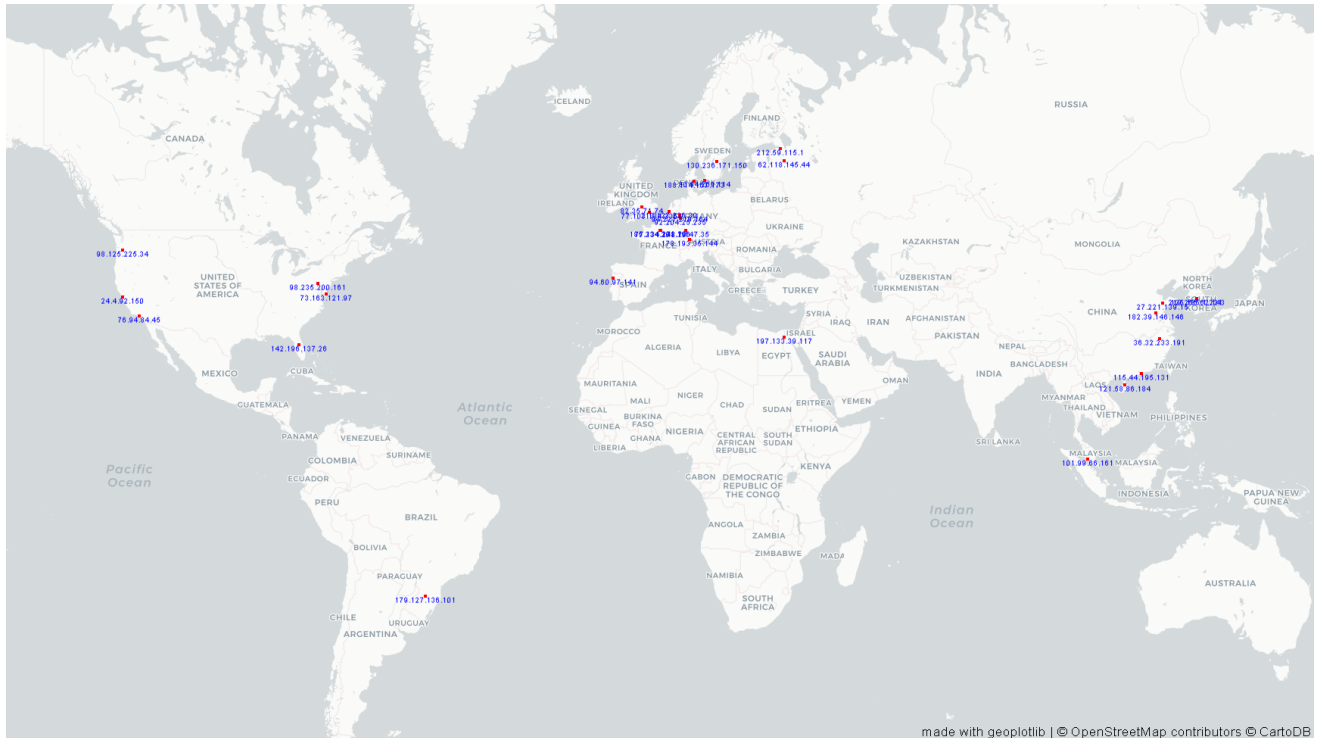 ICELAND
RUSSIA
FINLAND
CANADA
SWEDEN
212.59.115.1
130.236.171.150
62.118.145.44
UNITED
KINGDOM
IRELAND
BELARUS
UKRAINE
FRANCE
178.193.35.144
KAZAKHSTAN
MONGOLIA
98.125.225.34
ROMANIA
ITALY
BULGARIA
UNITED
STATES OF
AMERICA
94.60.97.141
SPAIN
GREECE
TURKEY
UZBEKISTAN
TURKMENISTAN
NORTH
KOREA
98.235.200.161
73.163.121.97
24.4.92.150
76.94.84.45
JAPAN
CHINA
27.221.139.15
182.39.146.146
TUNISIA
SYRIA
IRAQ
IRAN
AFGHANISTAN
MOROCCO
ISRAEL
197.133.39.117
PAKISTAN
36.32.233.191
142.196.137.26
ALGERIA
LIBYA
EGYPT
SAUDI
ARABIA
NEPAL
BANGLADESH
TAIWAN
MEXICO
CUBA
INDIA
115.44.195.131
OMAN
MAURITANIA
LAOS
121.58.86.184
MYANMAR
GUATEMALA
Atlantic
Ocean
MALI
NIGER
CHAD
SUDAN
ERITREA
YEMEN
THAILAND
VIETNAM
PHILIPPINES
SENEGAL
BURKINA
FASO
GUINEA
GHANA
NIGERIA
CENTRAL
AFRICAN
REPUBLIC
SOUTH
SUDAN
ETHIOPIA
PANAMA
VENEZUELA
LIBERIA
SRI LANKA
SURINAME
COLOMBIA
MALAYSIA
101.99.66.161
MALAYSIA
Pacific
Ocean
ECUADOR
GABON
DEMOCRATIC
REPUBLIC OF
THE CONGO
KENYA
INDONESIA
PAPUA NEW
GUINEA
PERU
BRAZIL
Indian
Ocean
ANGOLA
ZAMBIA
BOLIVIA
ZIMBABWE
MADA
PARAGUAY
NAMIBIA
AUSTRALIA
179.127.136.101
SOUTH
AFRICA
CHILE
URUGUAY
ARGENTINA
made with geoplotlib | © OpenStreetMap contributors © CartoDB